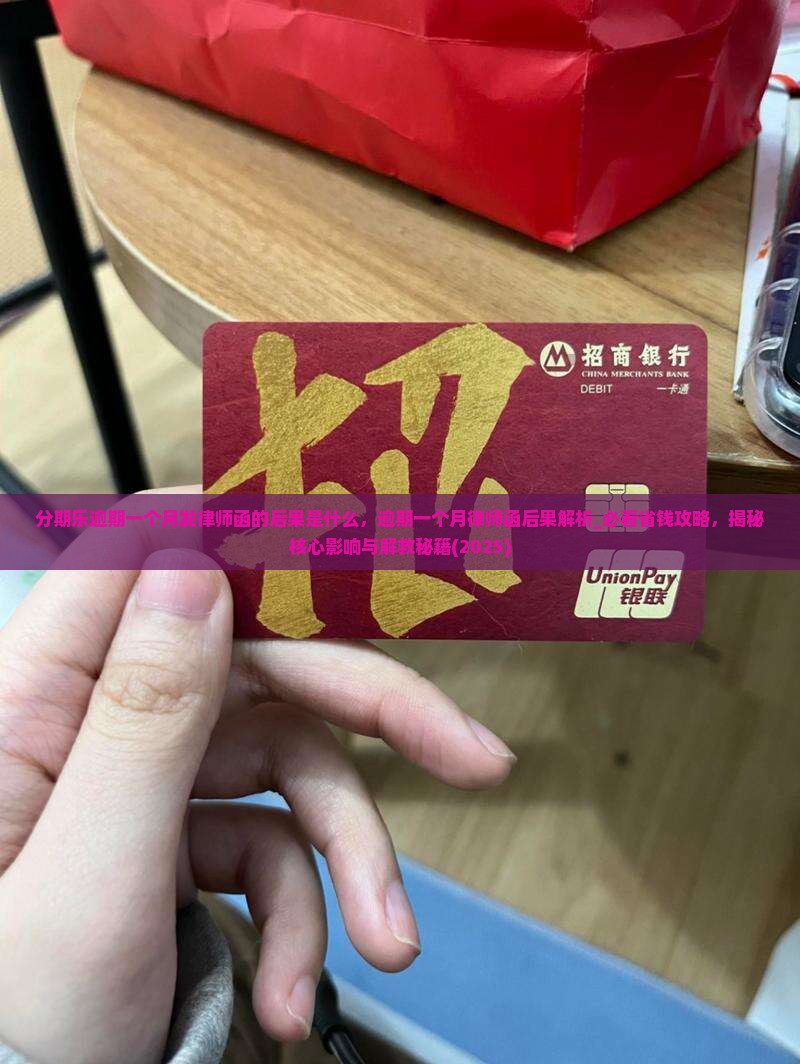 招
招商银行
CHINA MERCHANTS BANK
DEBIT 一卡通
分期乐逾期一个月发律师函的后果是什么，逾期一个月律师函后果解析_必看省钱攻略，揭秘
核心影响与解救秘籍(2025)
UnionPay
银联